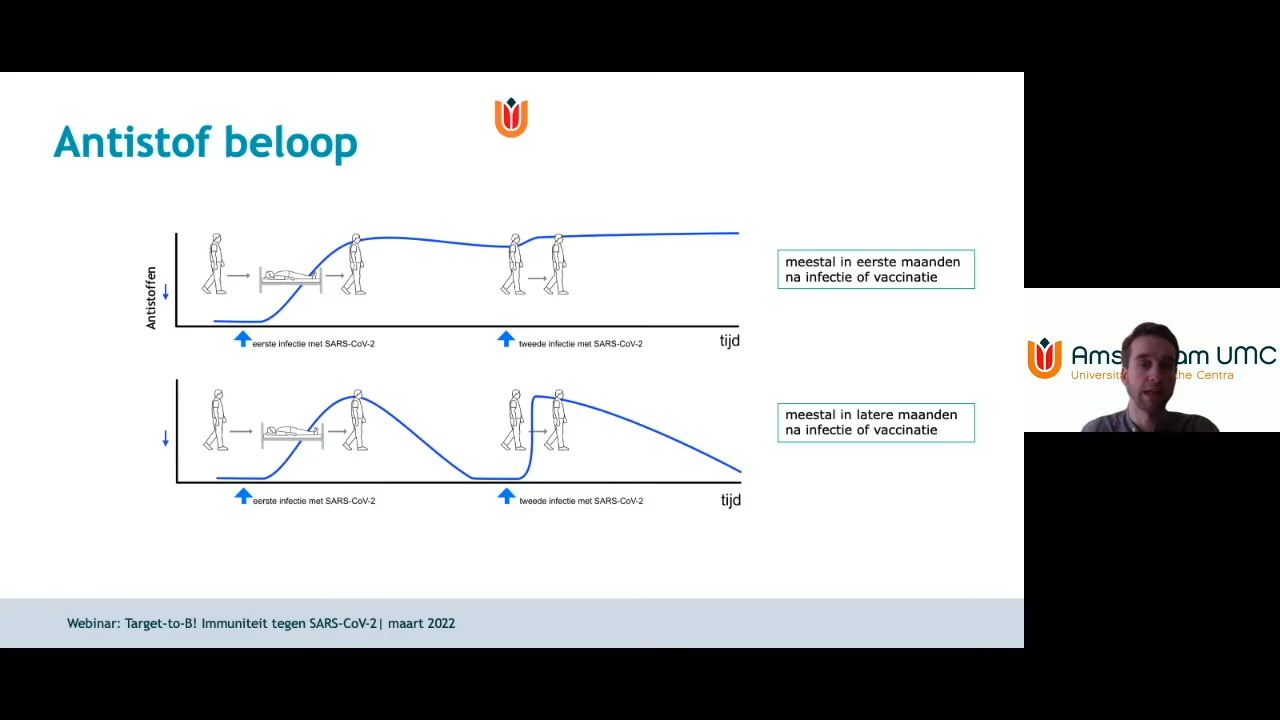 Antistof beloop
Antistoffen
eerste infectie met SARS-CoV-2
tweede infectie met SARS-CoV-2
tijd
meestal in eerste maanden
na infectie of vaccinatie
eerste infectie met SARS-CoV-2
tweede infectie met SARS-CoV-2
tijd
meestal in latere maanden
na infectie of vaccinatie
Webinar: Target-to-B! Immuniteit tegen SARS-CoV-2| maart 2022
UMC
Centra